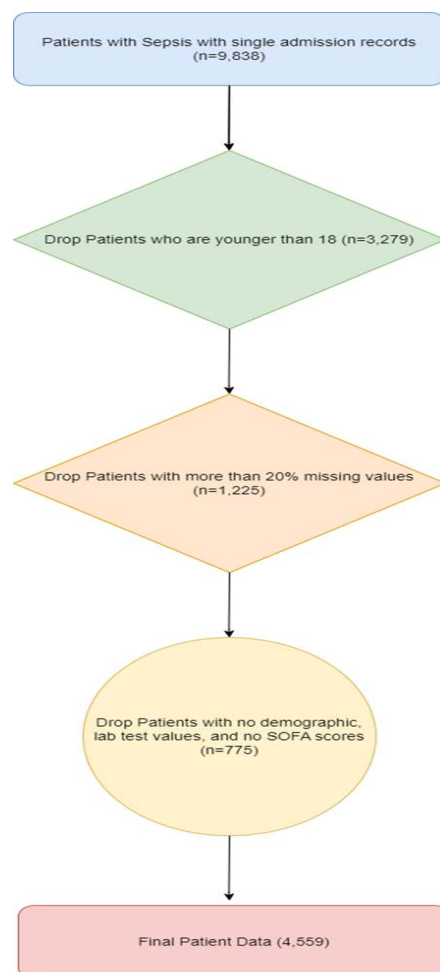 Patients with Sepsis with single admission records
(n=9,838)
Drop Patients who are younger than 18 (n=3,279)
Drop Patients with more than 20% missing values
(n=1,225)
Drop Patients with no demographic,
lab test values, and no SOFA scores
(n=775)
Final Patient Data (4,559)